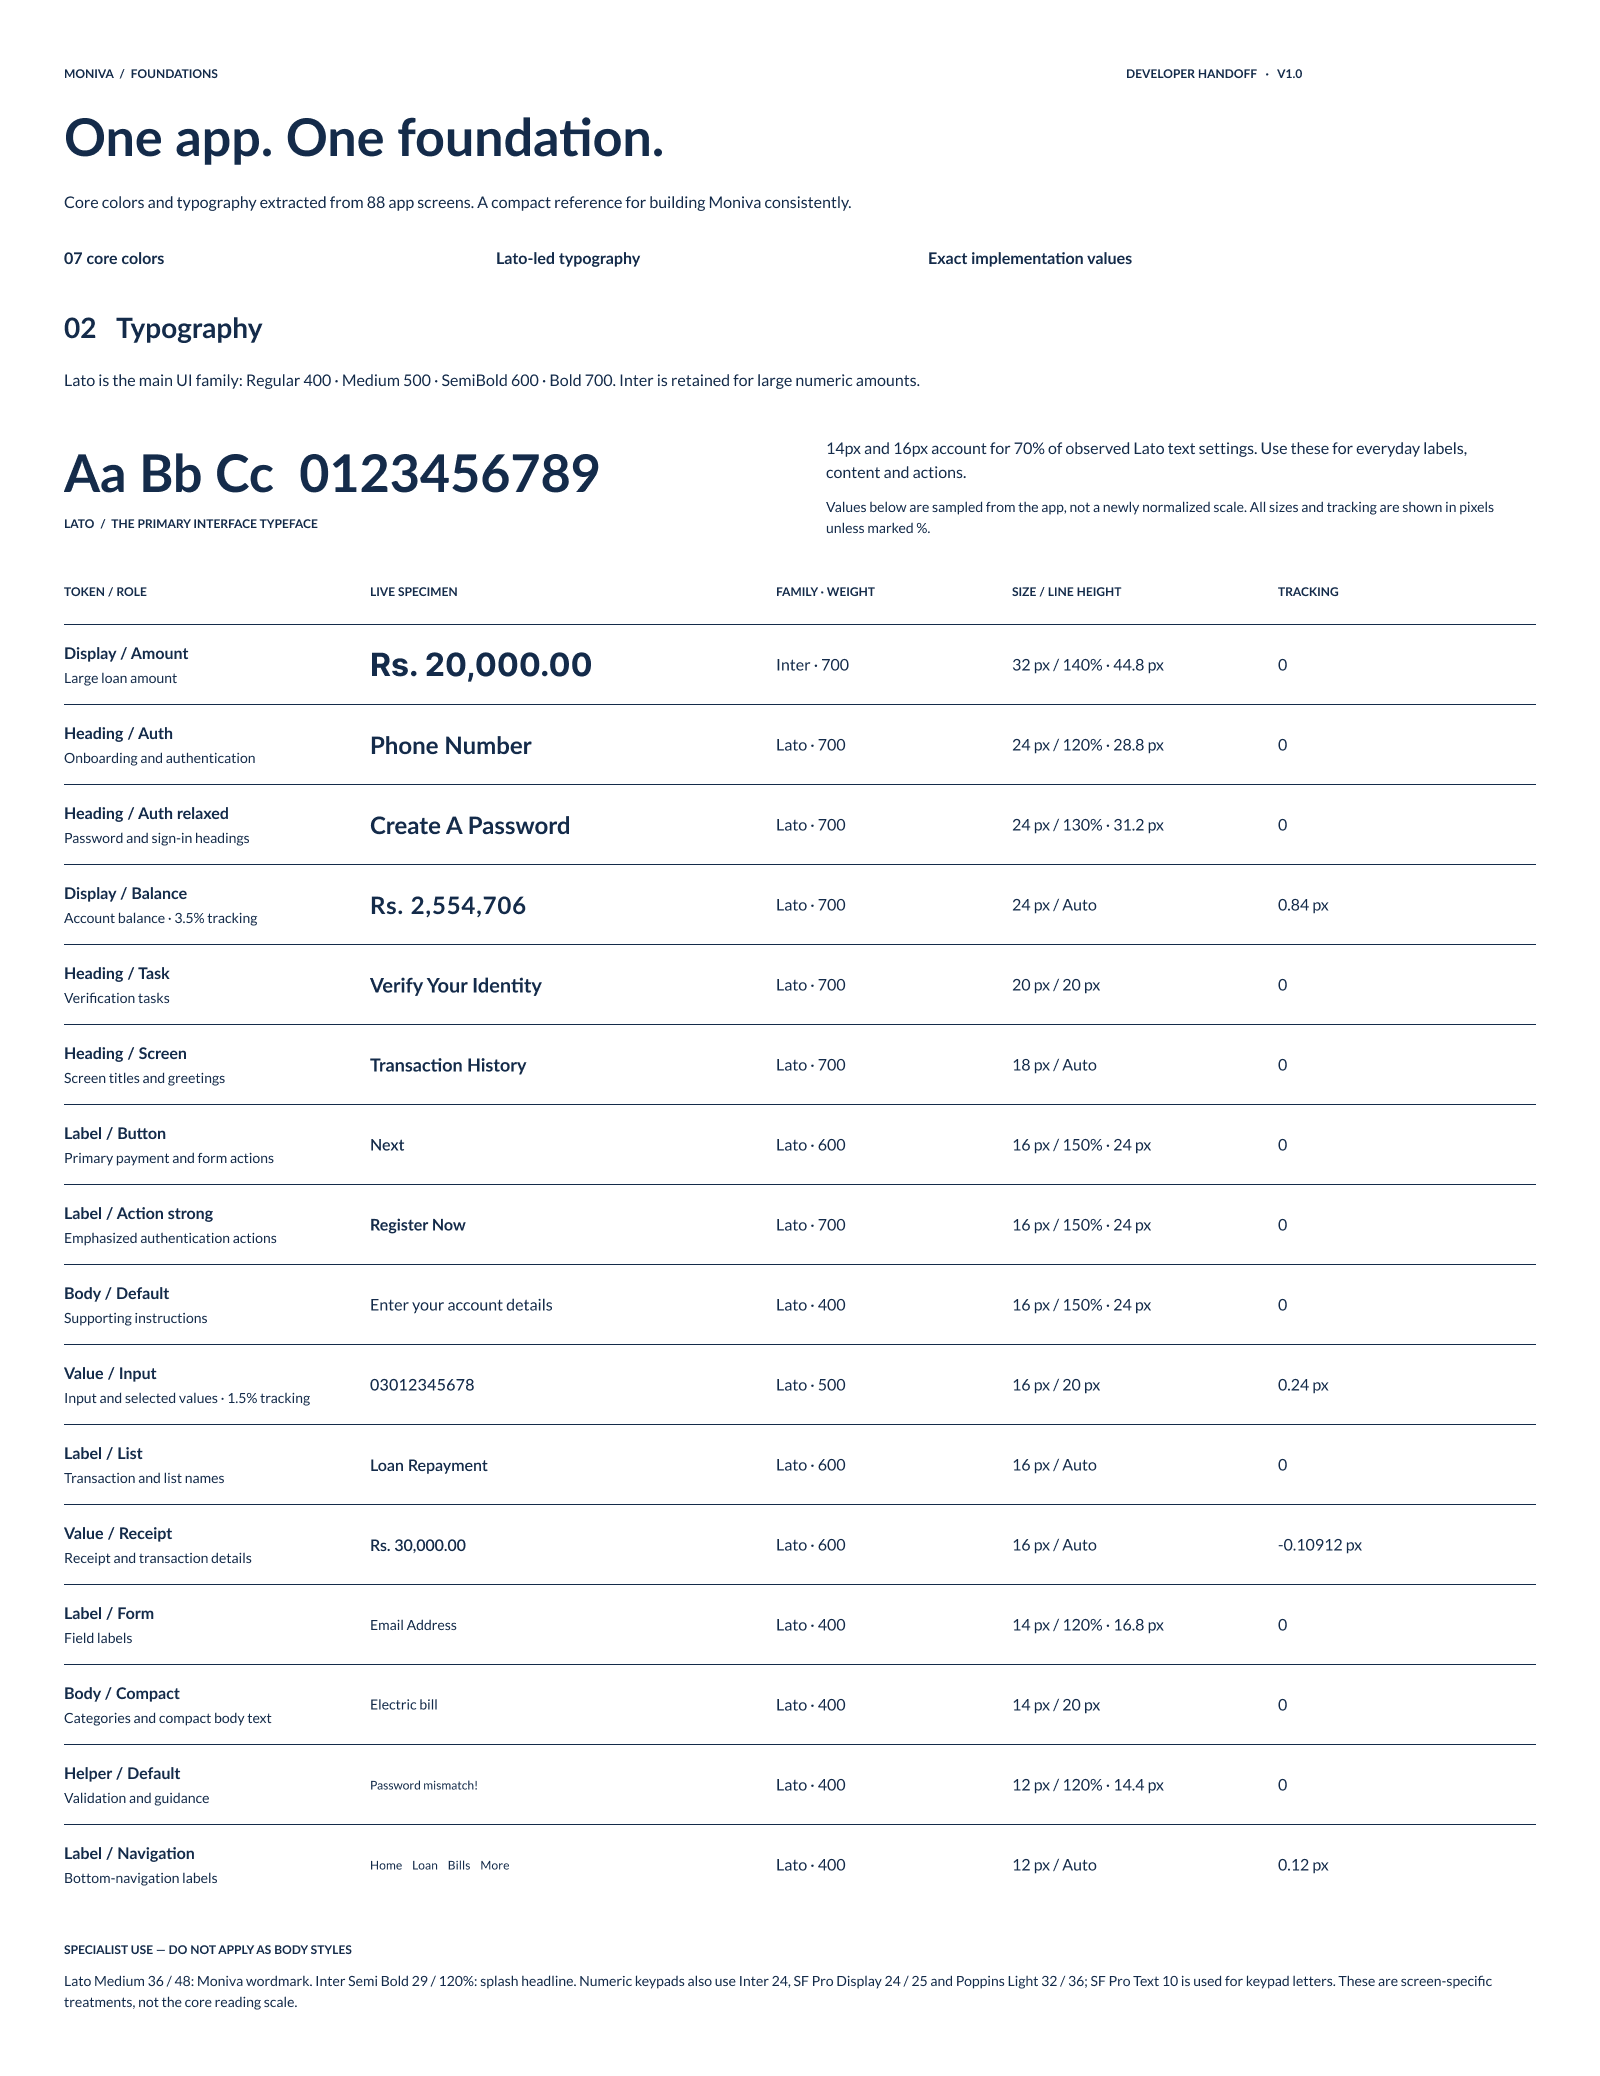 MONIVA / FOUNDATIONS
DEVELOPER HANDOFF · V1.0
One app. One foundation.
Core colors and typography extracted from 88 app screens. A compact reference for building Moniva consistently.
07 core colors
Lato-led typography
Exact implementation values
02 Typography
Lato is the main UI family: Regular 400 · Medium 500 · SemiBold 600 · Bold 700. Inter is retained for large numeric amounts.
Aa Bb Cc 0123456789
LATO / THE PRIMARY INTERFACE TYPEFACE
14px and 16px account for 70% of observed Lato text settings. Use these for everyday labels,
content and actions.
Values below are sampled from the app, not a newly normalized scale. All sizes and tracking are shown in pixels
unless marked %.
TOKEN / ROLE LIVE SPECIMEN FAMILY · WEIGHT SIZE / LINE HEIGHT TRACKING
Display / Amount
Large loan amount
Rs. 20,000.00
Inter · 700
32 px / 140% · 44.8 px
0
Heading / Auth
Onboarding and authentication
Phone Number
Lato · 700
24 px / 120% · 28.8 px
0
Heading / Auth relaxed
Password and sign-in headings
Create A Password
Lato · 700
24 px / 130% · 31.2 px
0
Display / Balance
Account balance · 3.5% tracking
Rs. 2,554,706
Lato · 700
24 px / Auto
0.84 px
Heading / Task
Verification tasks
Verify Your Identity
Lato · 700
20 px / 20 px
0
Heading / Screen
Screen titles and greetings
Transaction History
Lato · 700
18 px / Auto
0
Label / Button
Primary payment and form actions
Next
Lato · 600
16 px / 150% · 24 px
0
Label / Action strong
Emphasized authentication actions
Register Now
Lato · 700
16 px / 150% · 24 px
0
Body / Default
Supporting instructions
Enter your account details
Lato · 400
16 px / 150% · 24 px
0
Value / Input
Input and selected values · 1.5% tracking
03012345678
Lato · 500
16 px / 20 px
0.24 px
Label / List
Transaction and list names
Loan Repayment
Lato · 600
16 px / Auto
0
Value / Receipt
Receipt and transaction details
Rs. 30,000.00
Lato · 600
16 px / Auto
-0.10912 px
Label / Form
Field labels
Email Address
Lato · 400
14 px / 120% · 16.8 px
0
Body / Compact
Categories and compact body text
Electric bill
Lato · 400
14 px / 20 px
0
Helper / Default
Validation and guidance
Password mismatch!
Lato · 400
12 px / 120% · 14.4 px
0
Label / Navigation
Bottom-navigation labels
Home Loan Bills More
Lato · 400
12 px / Auto
0.12 px
SPECIALIST USE — DO NOT APPLY AS BODY STYLES
Lato Medium 36 / 48: Moniva wordmark. Inter Semi Bold 29 / 120%: splash headline. Numeric keypads also use Inter 24, SF Pro Display 24 / 25 and Poppins Light 32 / 36; SF Pro Text 10 is used for keypad letters. These are screen-specific
treatments, not the core reading scale.